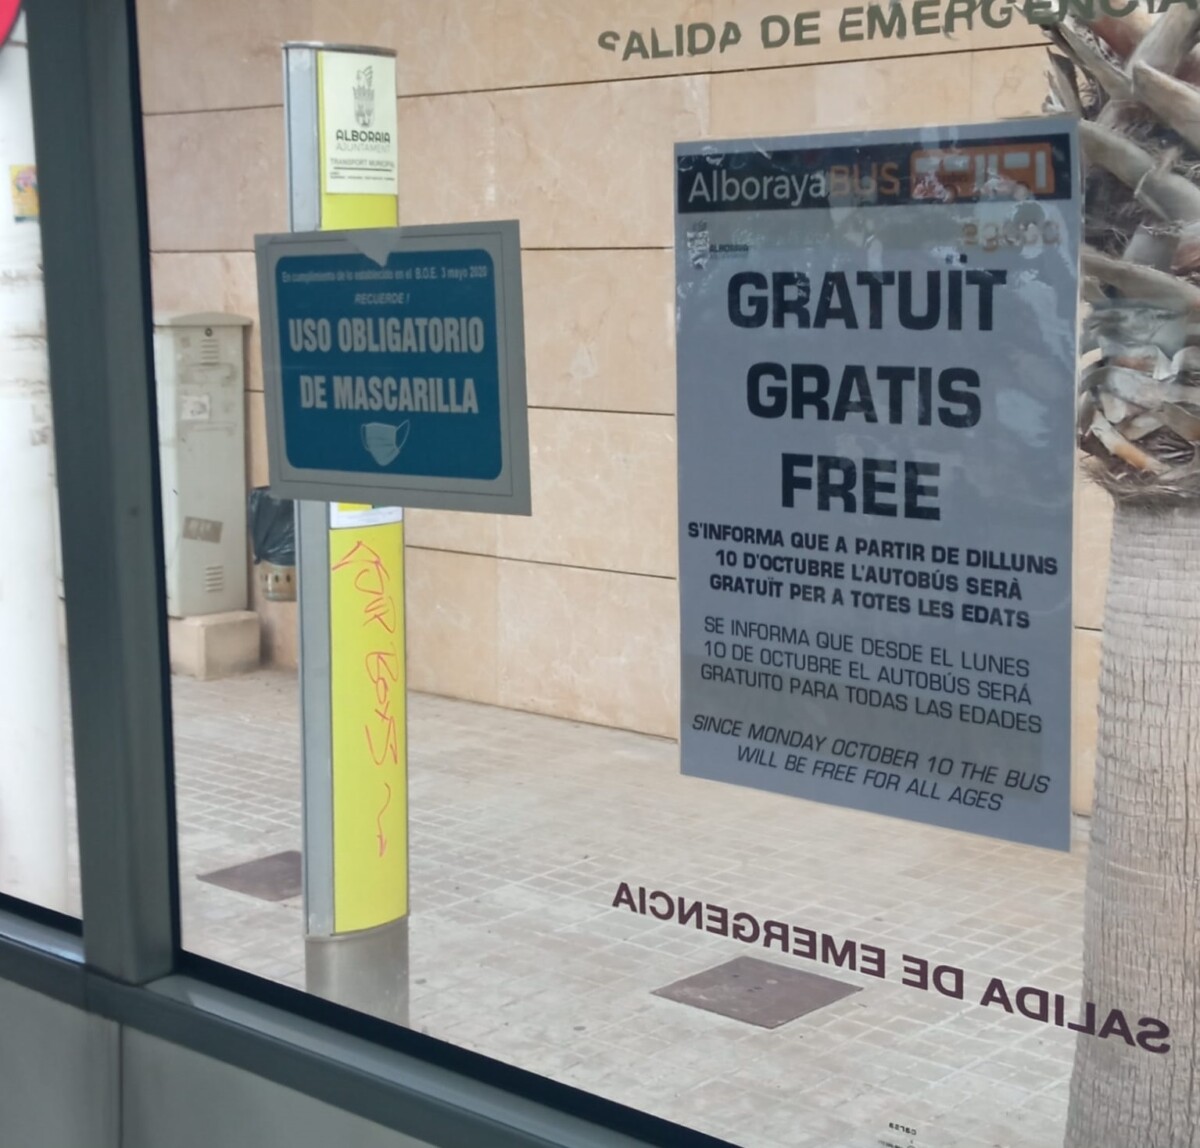 SALIDA DE EMERGENCIA
ALBORAIA
AJUNTAMENT
TRANSPORT MUNICIPAL
En cumplimento de lo establecido en el B.O.E. 3 mayo 2020
RECUERDE !
USO OBLIGATORIO
DE MASCARILLA
AlborayaBUS
ALBORAIA
GRATUÏT
GRATIS
FREE
S'INFORMA QUE A PARTIR DE DILLUNS
10 D'OCTUBRE L'AUTOBÚS SERÀ
GRATUÏT PER A TOTES LES EDATS
SE INFORMA QUE DESDE EL LUNES
10 DE OCTUBRE EL AUTOBÚS SERÁ
GRATUITO PARA TODAS LAS EDADES
SINCE MONDAY OCTOBER 10 THE BUS
WILL BE FREE FOR ALL AGES
SALIDA DE EMERGENCIA